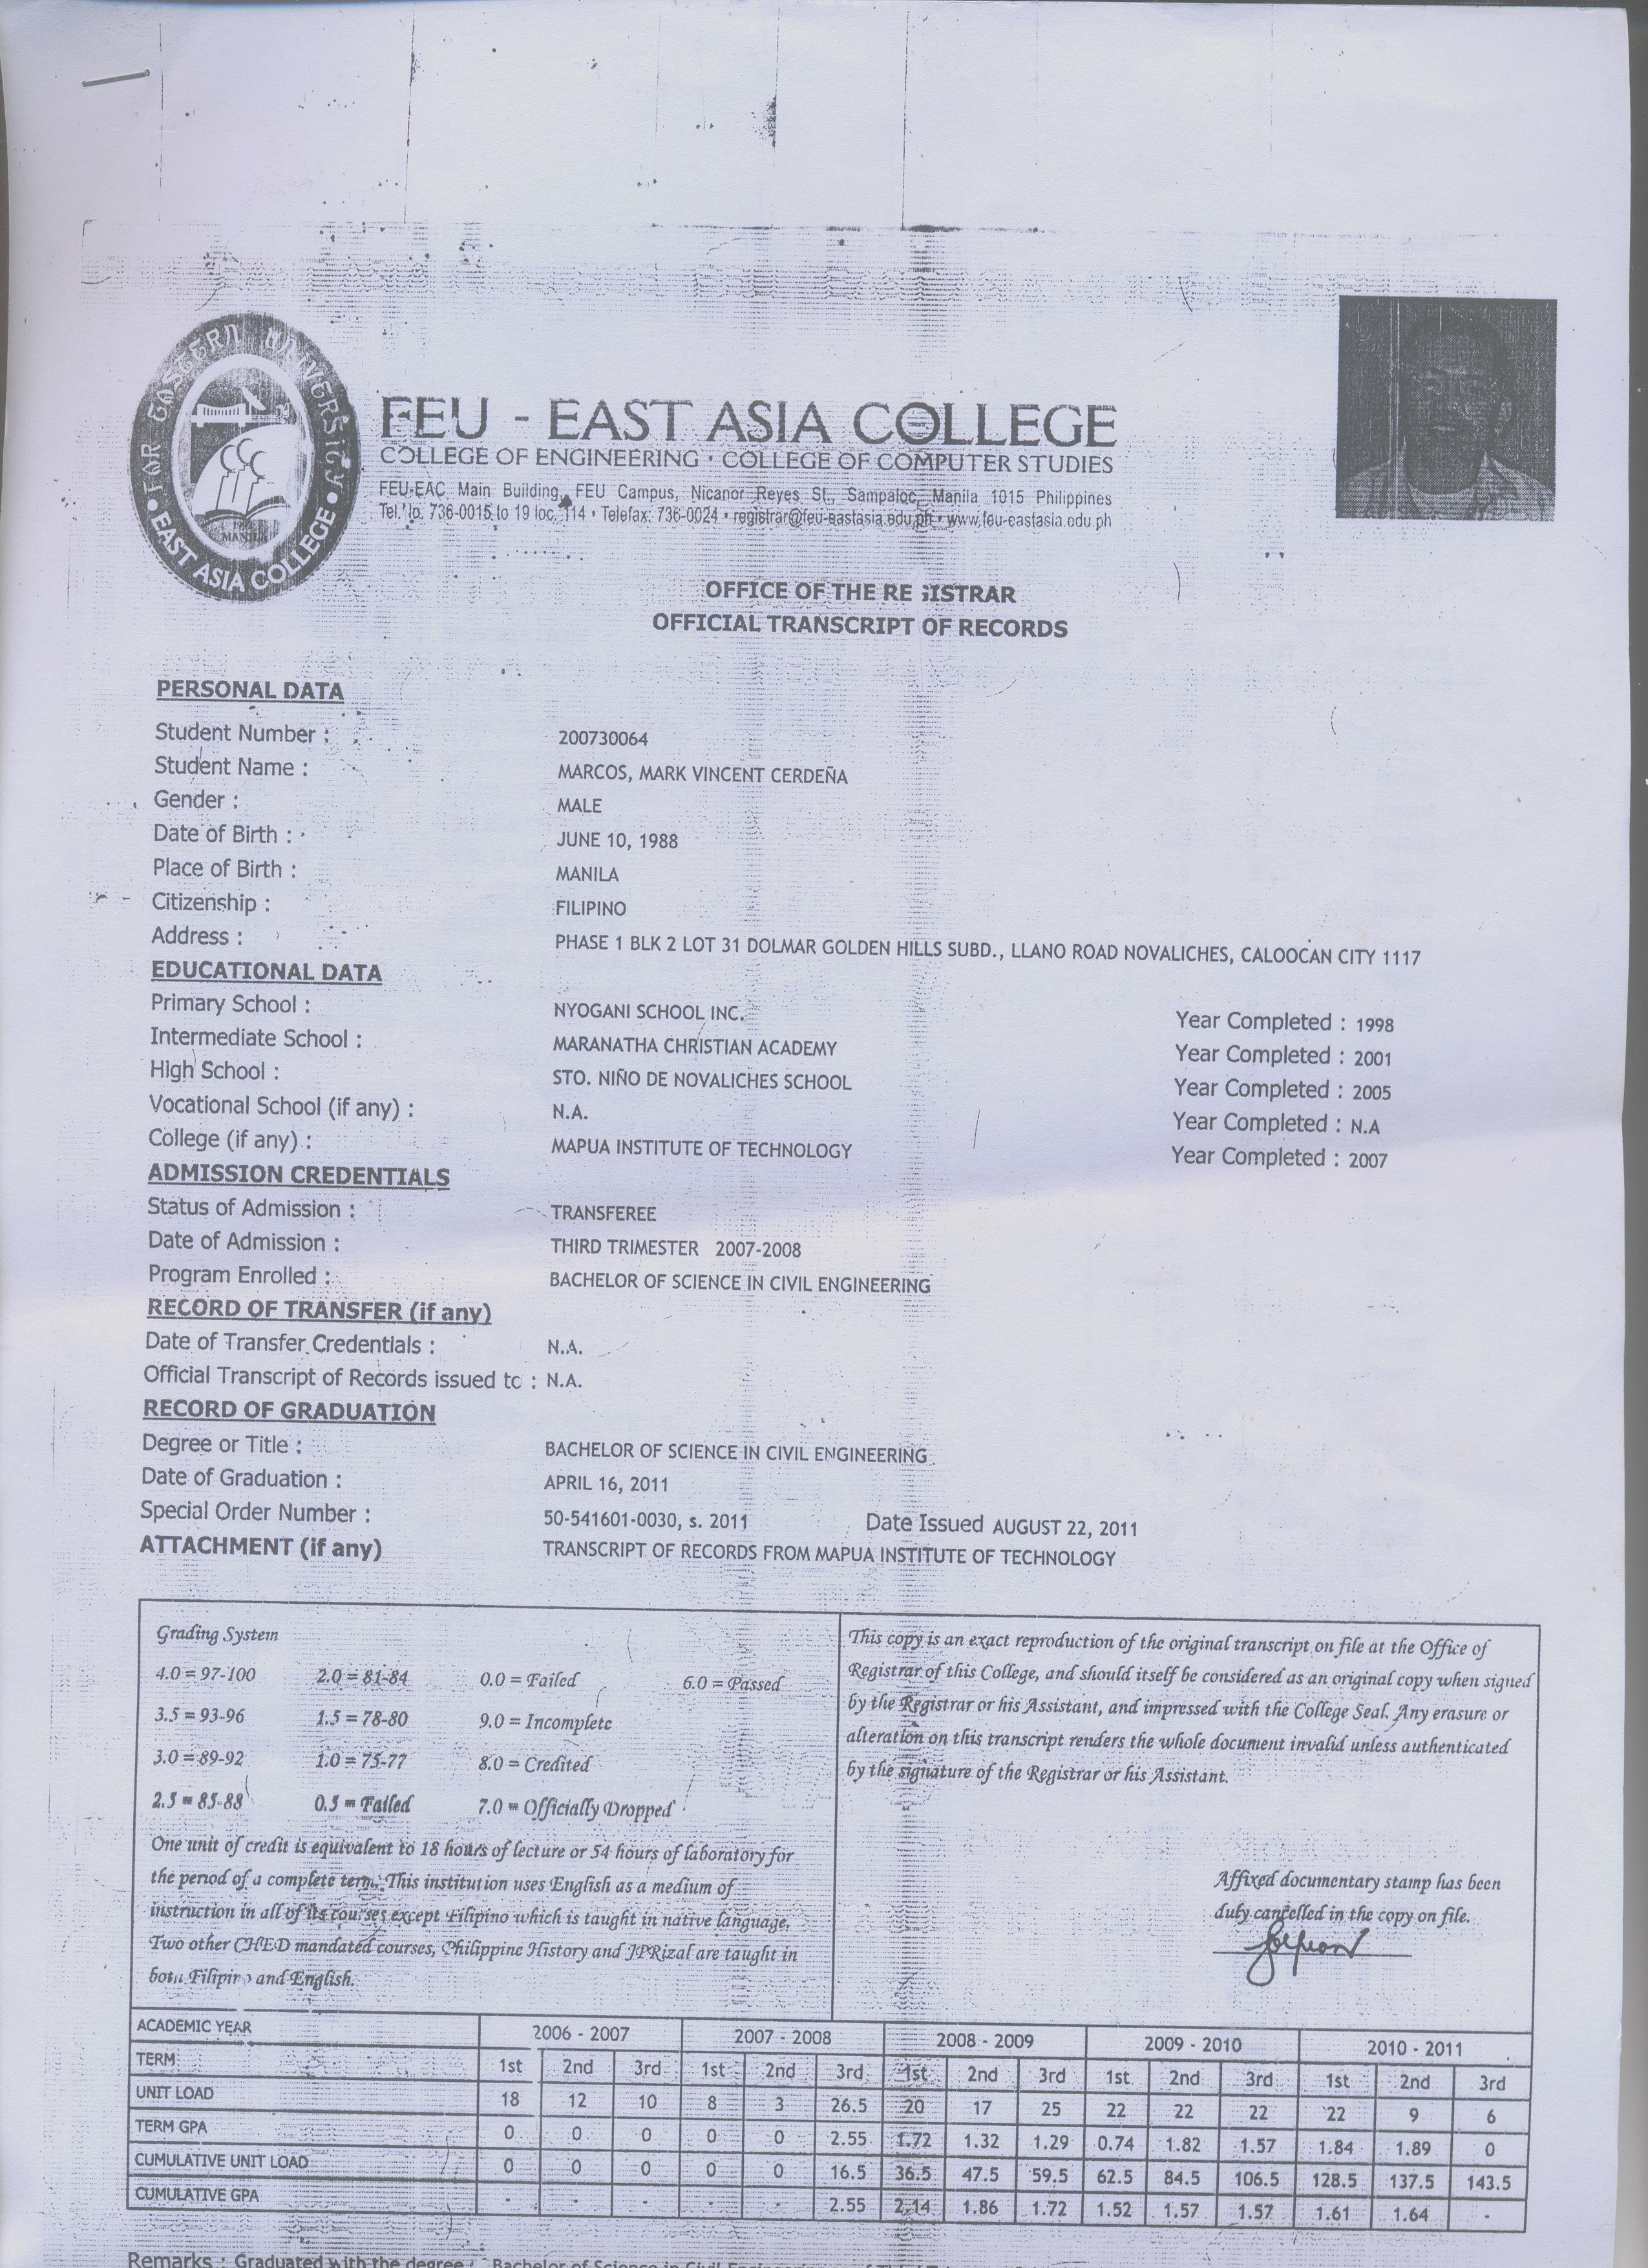 FAR EASTERN UNIVERSITY
EAST ASIA COLLEGE
MANILA
FEU - EAST ASIA COLLEGE
COLLEGE OF ENGINEERING • COLLEGE OF COMPUTER STUDIES
FEU-EAC Main Building, FEU Campus, Nicanor Reyes St., Sampaloc, Manila 1015 Philippines
Tel. No. 736-0015 to 19 loc. 114 • Telefax: 736-0024 • registrar@feu-eastasia.edu.ph • www.feu-eastasia.edu.ph
OFFICE OF THE REGISTRAR
OFFICIAL TRANSCRIPT OF RECORDS
PERSONAL DATA
Student Number : 200730064
Student Name : MARCOS, MARK VINCENT CERDEÑA
Gender : MALE
Date of Birth : JUNE 10, 1988
Place of Birth : MANILA
Citizenship : FILIPINO
Address : PHASE 1 BLK 2 LOT 31 DOLMAR GOLDEN HILLS SUBD., LLANO ROAD NOVALICHES, CALOOCAN CITY 1117
EDUCATIONAL DATA
Primary School : NYOGANI SCHOOL INC. Year Completed : 1998
Intermediate School : MARANATHA CHRISTIAN ACADEMY Year Completed : 2001
High School : STO. NIÑO DE NOVALICHES SCHOOL Year Completed : 2005
Vocational School (if any) : N.A. Year Completed : N.A
College (if any) : MAPUA INSTITUTE OF TECHNOLOGY Year Completed : 2007
ADMISSION CREDENTIALS
Status of Admission : TRANSFEREE
Date of Admission : THIRD TRIMESTER 2007-2008
Program Enrolled : BACHELOR OF SCIENCE IN CIVIL ENGINEERING
RECORD OF TRANSFER (if any)
Date of Transfer Credentials : N.A.
Official Transcript of Records issued to : N.A.
RECORD OF GRADUATION
Degree or Title : BACHELOR OF SCIENCE IN CIVIL ENGINEERING
Date of Graduation : APRIL 16, 2011
Special Order Number : 50-541601-0030, s. 2011 Date Issued AUGUST 22, 2011
ATTACHMENT (if any) TRANSCRIPT OF RECORDS FROM MAPUA INSTITUTE OF TECHNOLOGY
Grading System
4.0 = 97-100 2.0 = 81-84 0.0 = Failed 6.0 = Passed
3.5 = 93-96 1.5 = 78-80 9.0 = Incomplete
3.0 = 89-92 1.0 = 75-77 8.0 = Credited
2.5 = 85-88 0.5 = Failed 7.0 = Officially Dropped
One unit of credit is equivalent to 18 hours of lecture or 54 hours of laboratory for
the period of a complete term. This institution uses English as a medium of
instruction in all of its courses except Filipino which is taught in native language.
Two other CHED mandated courses, Philippine History and JPRizal are taught in
both Filipino and English.
This copy is an exact reproduction of the original transcript on file at the Office of
Registrar of this College, and should itself be considered as an original copy when signed
by the Registrar or his Assistant, and impressed with the College Seal. Any erasure or
alteration on this transcript renders the whole document invalid unless authenticated
by the signature of the Registrar or his Assistant.
Affixed documentary stamp has been
duly cancelled in the copy on file.
ACADEMIC YEAR 2006 - 2007 2007 - 2008 2008 - 2009 2009 - 2010 2010 - 2011
TERM 1st 2nd 3rd 1st 2nd 3rd 1st 2nd 3rd 1st 2nd 3rd 1st 2nd 3rd
UNIT LOAD 18 12 10 8 3 26.5 20 17 25 22 22 22 22 9 6
TERM GPA 0 0 0 0 0 2.55 1.72 1.32 1.29 0.74 1.82 1.57 1.84 1.89 0
CUMULATIVE UNIT LOAD 0 0 0 0 0 16.5 36.5 47.5 59.5 62.5 84.5 106.5 128.5 137.5 143.5
CUMULATIVE GPA - - - - - 2.55 2.14 1.86 1.72 1.52 1.57 1.57 1.61 1.64 -
Remarks : Graduated with the degree : Bachelor of Science in Civil